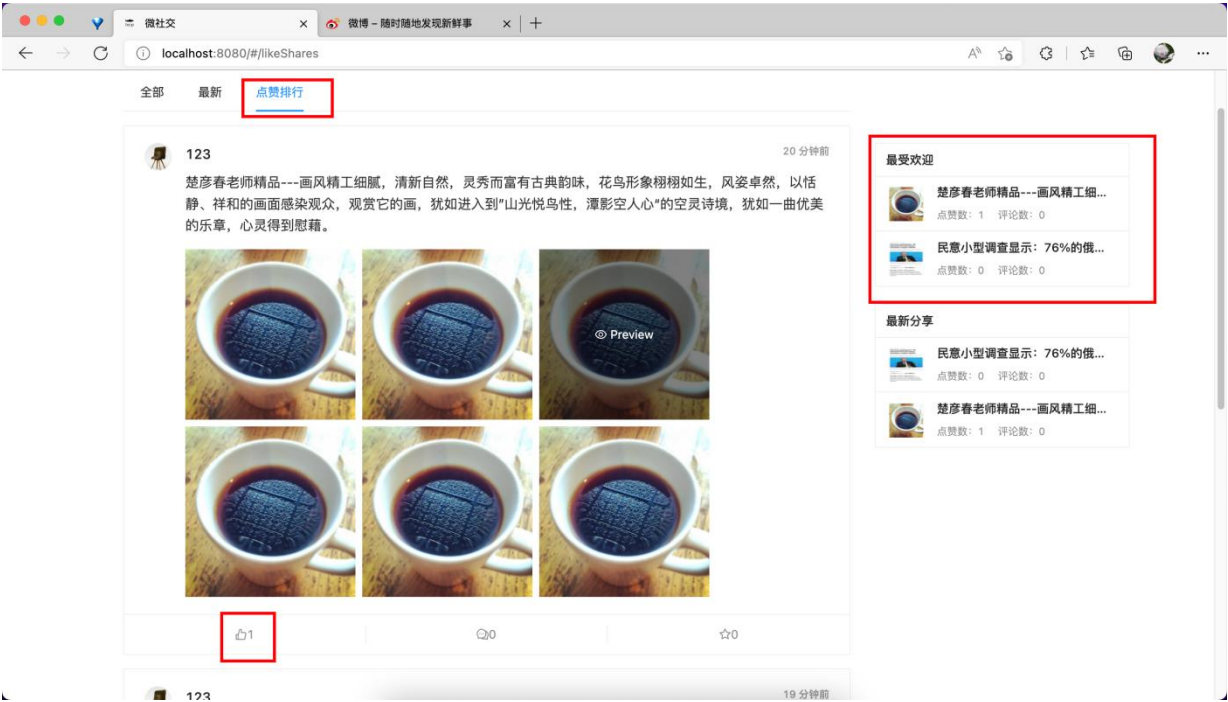 微社交
微博 – 随时随地发现新鲜事
localhost:8080/#/likeShares
全部 最新 点赞排行
123
20 分钟前
楚彦春老师精品---画风精工细腻，清新自然，灵秀而富有古典韵味，花鸟形象栩栩如生，风姿卓然，以恬
静、祥和的画面感染观众，观赏它的画，犹如进入到"山光悦鸟性，潭影空人心"的空灵诗境，犹如一曲优美
的乐章，心灵得到慰藉。
Preview
1
0
0
123
19 分钟前
最受欢迎
楚彦春老师精品---画风精工细...
点赞数：1 评论数：0
民意小型调查显示：76%的俄...
点赞数：0 评论数：0
最新分享
民意小型调查显示：76%的俄...
点赞数：0 评论数：0
楚彦春老师精品---画风精工细...
点赞数：1 评论数：0